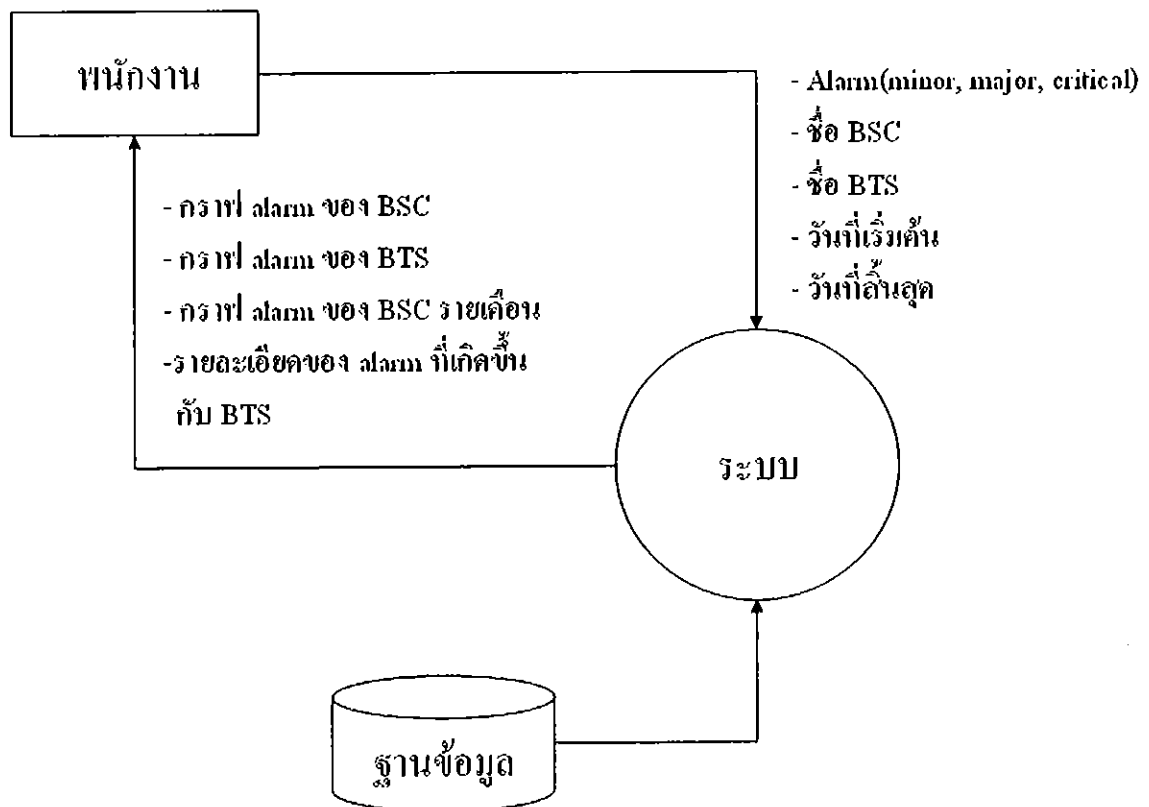 พนักงาน
- Alarm(minor, major, critical)
- ชื่อ BSC
- ชื่อ BTS
- วันที่เริ่มต้น
- วันที่สิ้นสุด
- กราฟ alarm ของ BSC
- กราฟ alarm ของ BTS
- กราฟ alarm ของ BSC รายเดือน
-รายละเอียดของ alarm ที่เกิดขึ้น
กับ BTS
ระบบ
ฐานข้อมูล